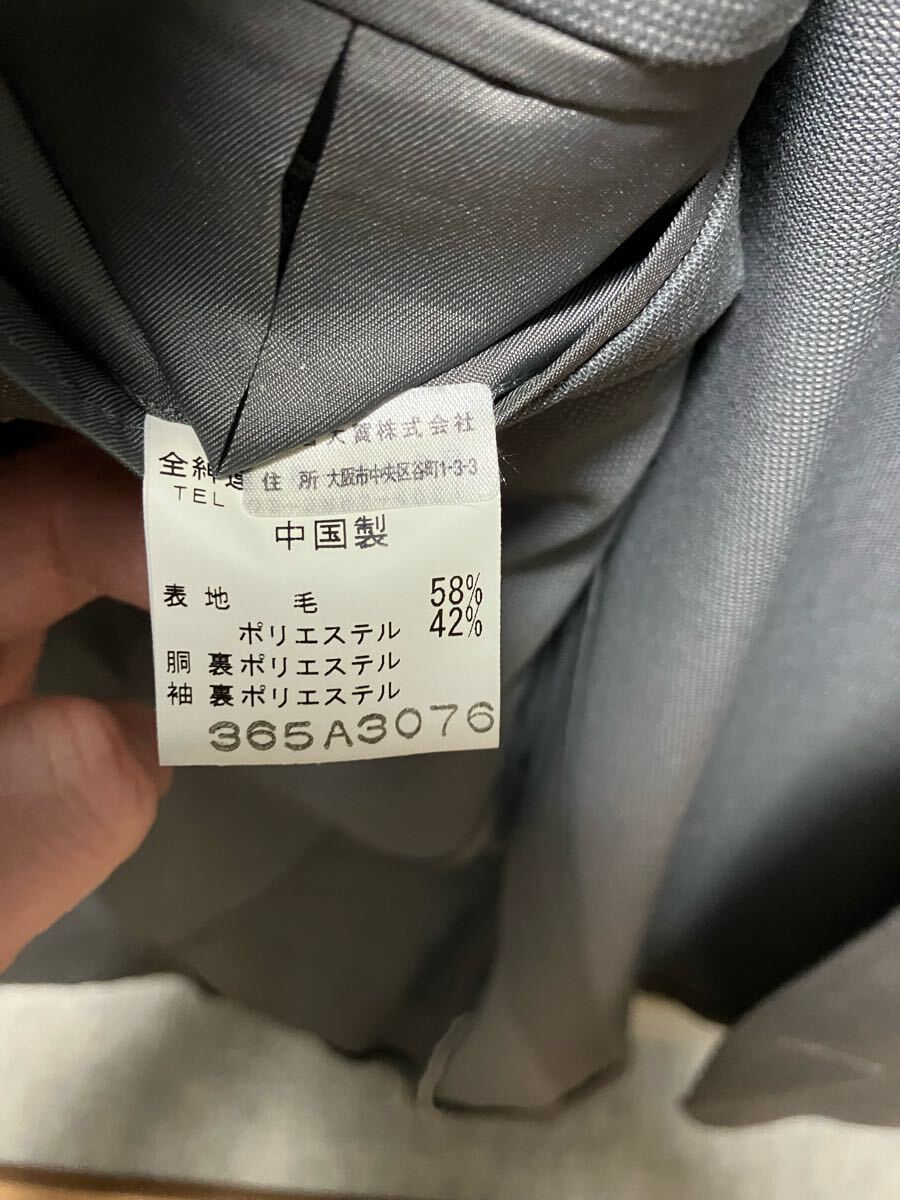 天賀株式会社
全紳連
住所 大阪市中央区谷町1-3-3
TEL
中国製
表地 毛 58%
ポリエステル 42%
胴裏ポリエステル
袖裏ポリエステル
365A3076